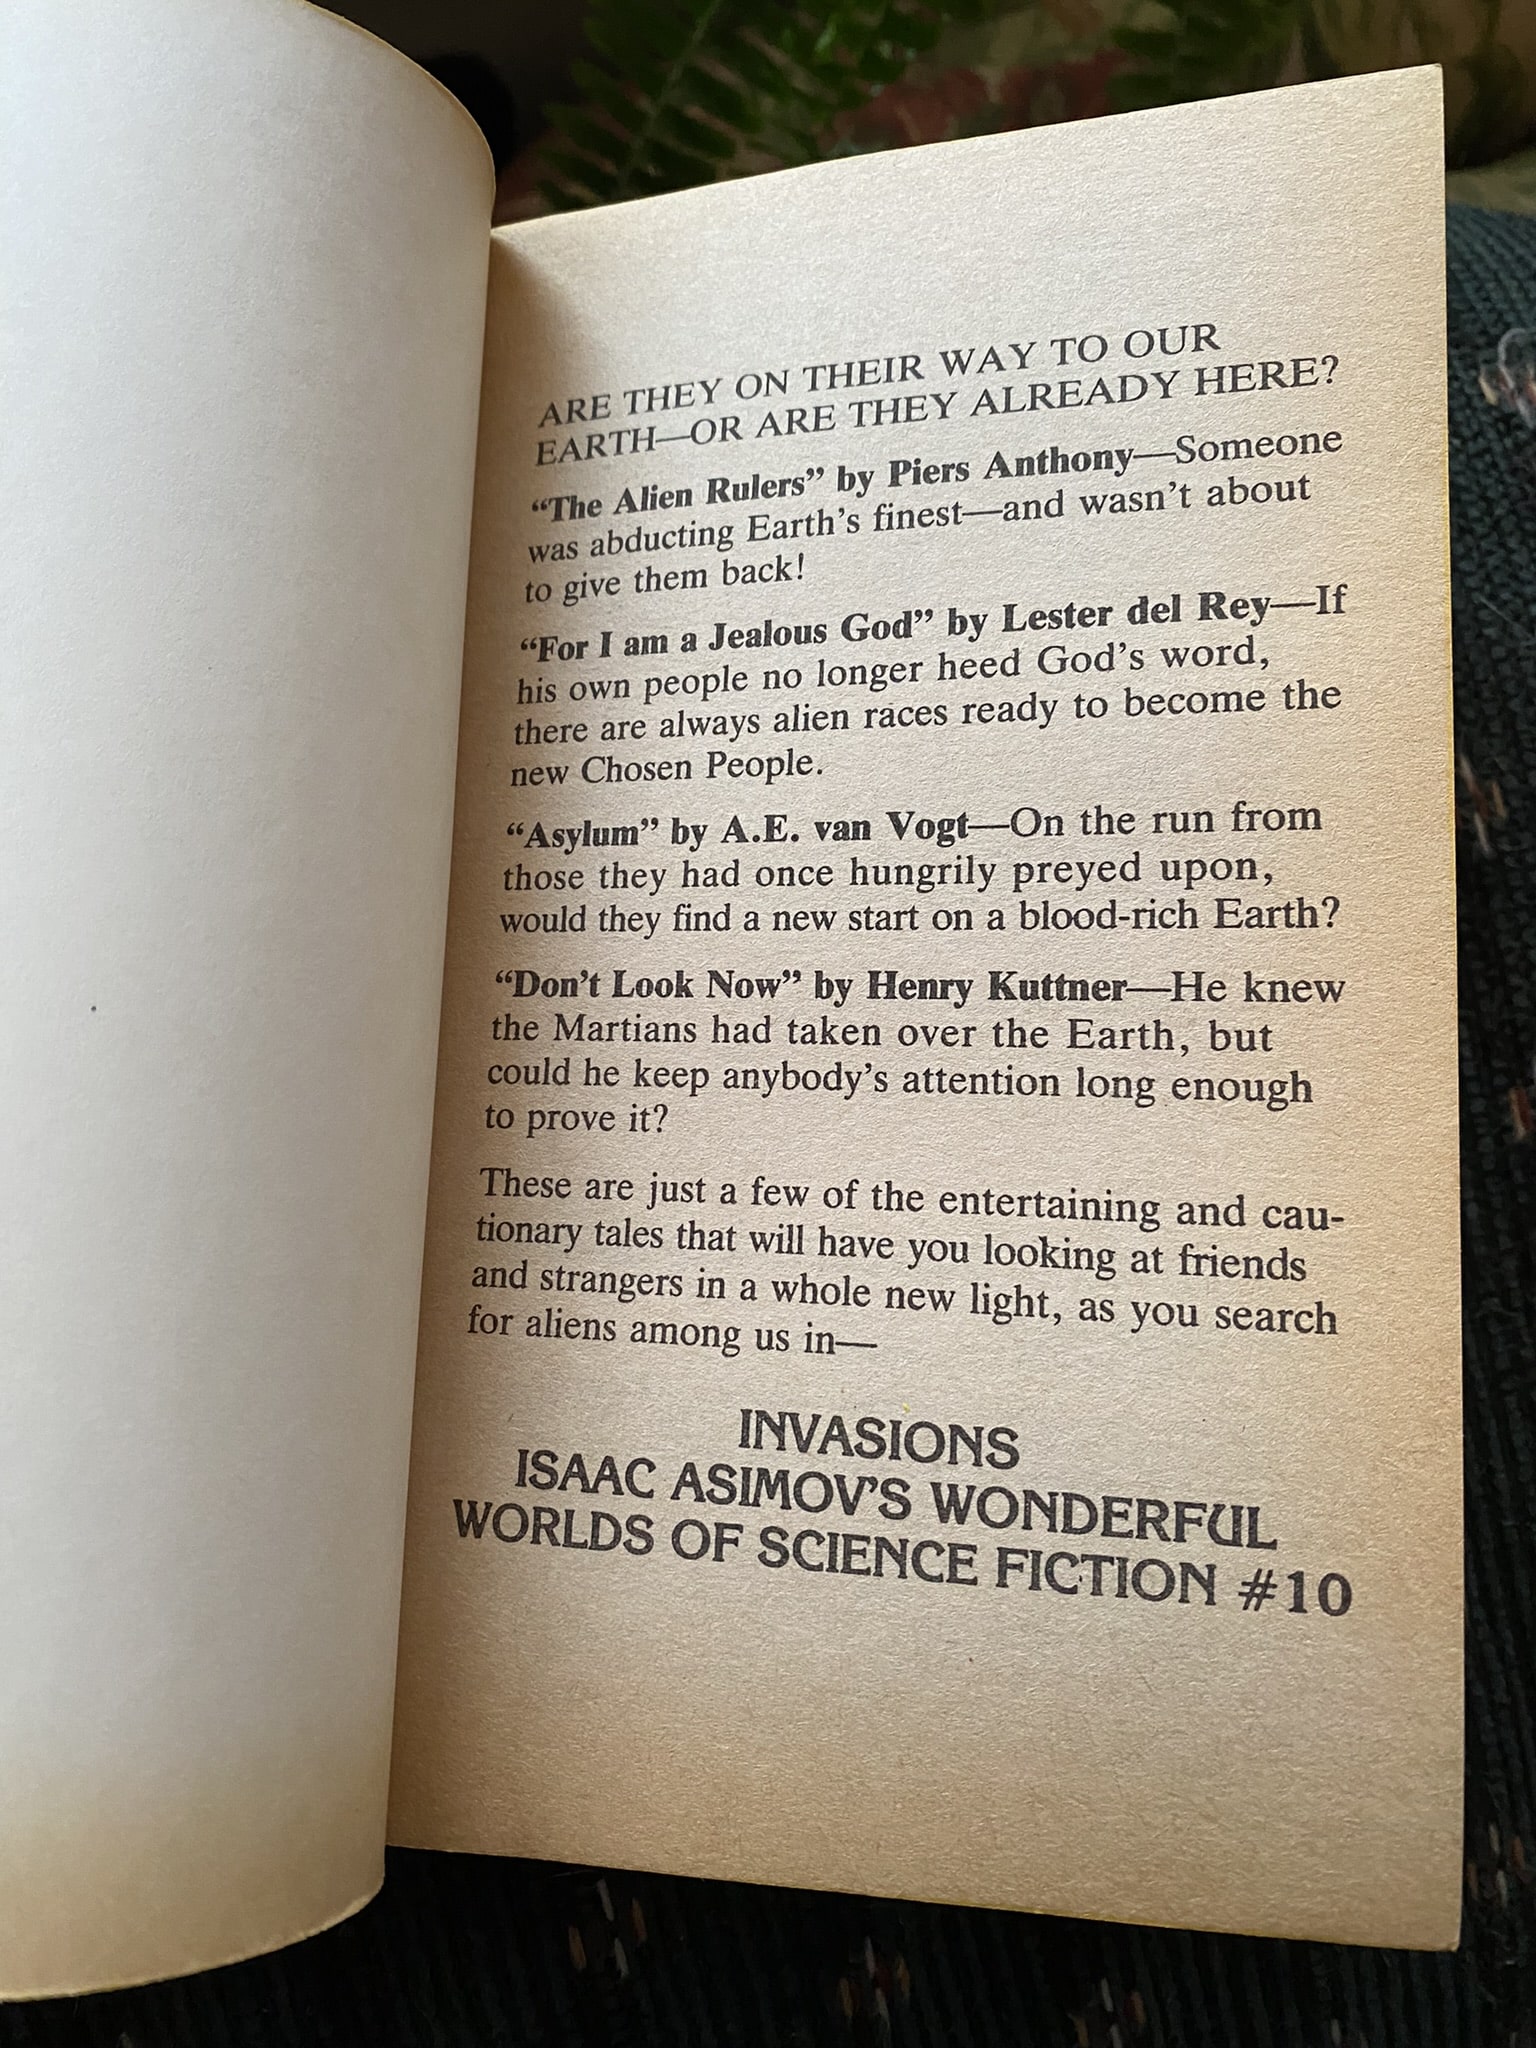 ARE THEY ON THEIR WAY TO OUR
EARTH—OR ARE THEY ALREADY HERE?
“The Alien Rulers” by Piers Anthony—Someone
was abducting Earth’s finest—and wasn’t about
to give them back!
“For I am a Jealous God” by Lester del Rey—If
his own people no longer heed God’s word,
there are always alien races ready to become the
new Chosen People.
“Asylum” by A.E. van Vogt—On the run from
those they had once hungrily preyed upon,
would they find a new start on a blood-rich Earth?
“Don’t Look Now” by Henry Kuttner—He knew
the Martians had taken over the Earth, but
could he keep anybody’s attention long enough
to prove it?
These are just a few of the entertaining and cau-
tionary tales that will have you looking at friends
and strangers in a whole new light, as you search
for aliens among us in—
INVASIONS
ISAAC ASIMOV’S WONDERFUL
WORLDS OF SCIENCE FICTION #10